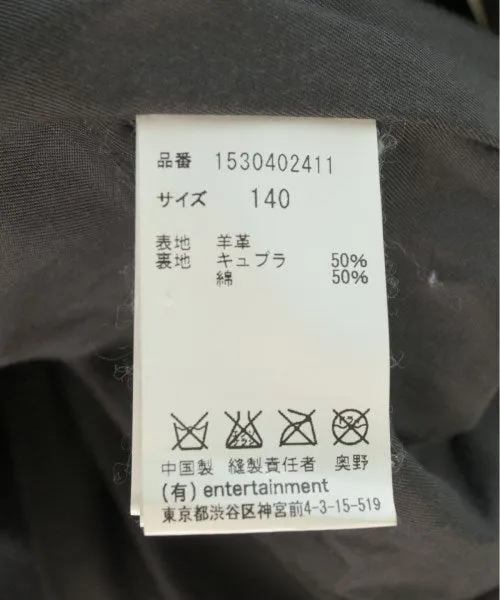 品番 1530402411
サイズ 140
表地 羊革
裏地 キュプラ 50%
綿 50%
中国製 縫製責任者 奥野
(有) entertainment
東京都渋谷区神宮前4-3-15-519